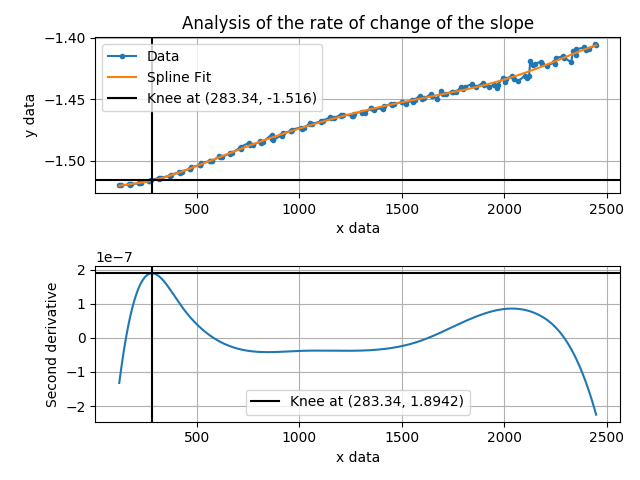 Analysis of the rate of change of the slope
−1.40
−1.45
−1.50
y data
Data
Spline Fit
Knee at (283.34, -1.516)
500 1000 1500 2000 2500
x data
1e−7
2
1
0
−1
−2
Second derivative
Knee at (283.34, 1.8942)
500 1000 1500 2000 2500
x data